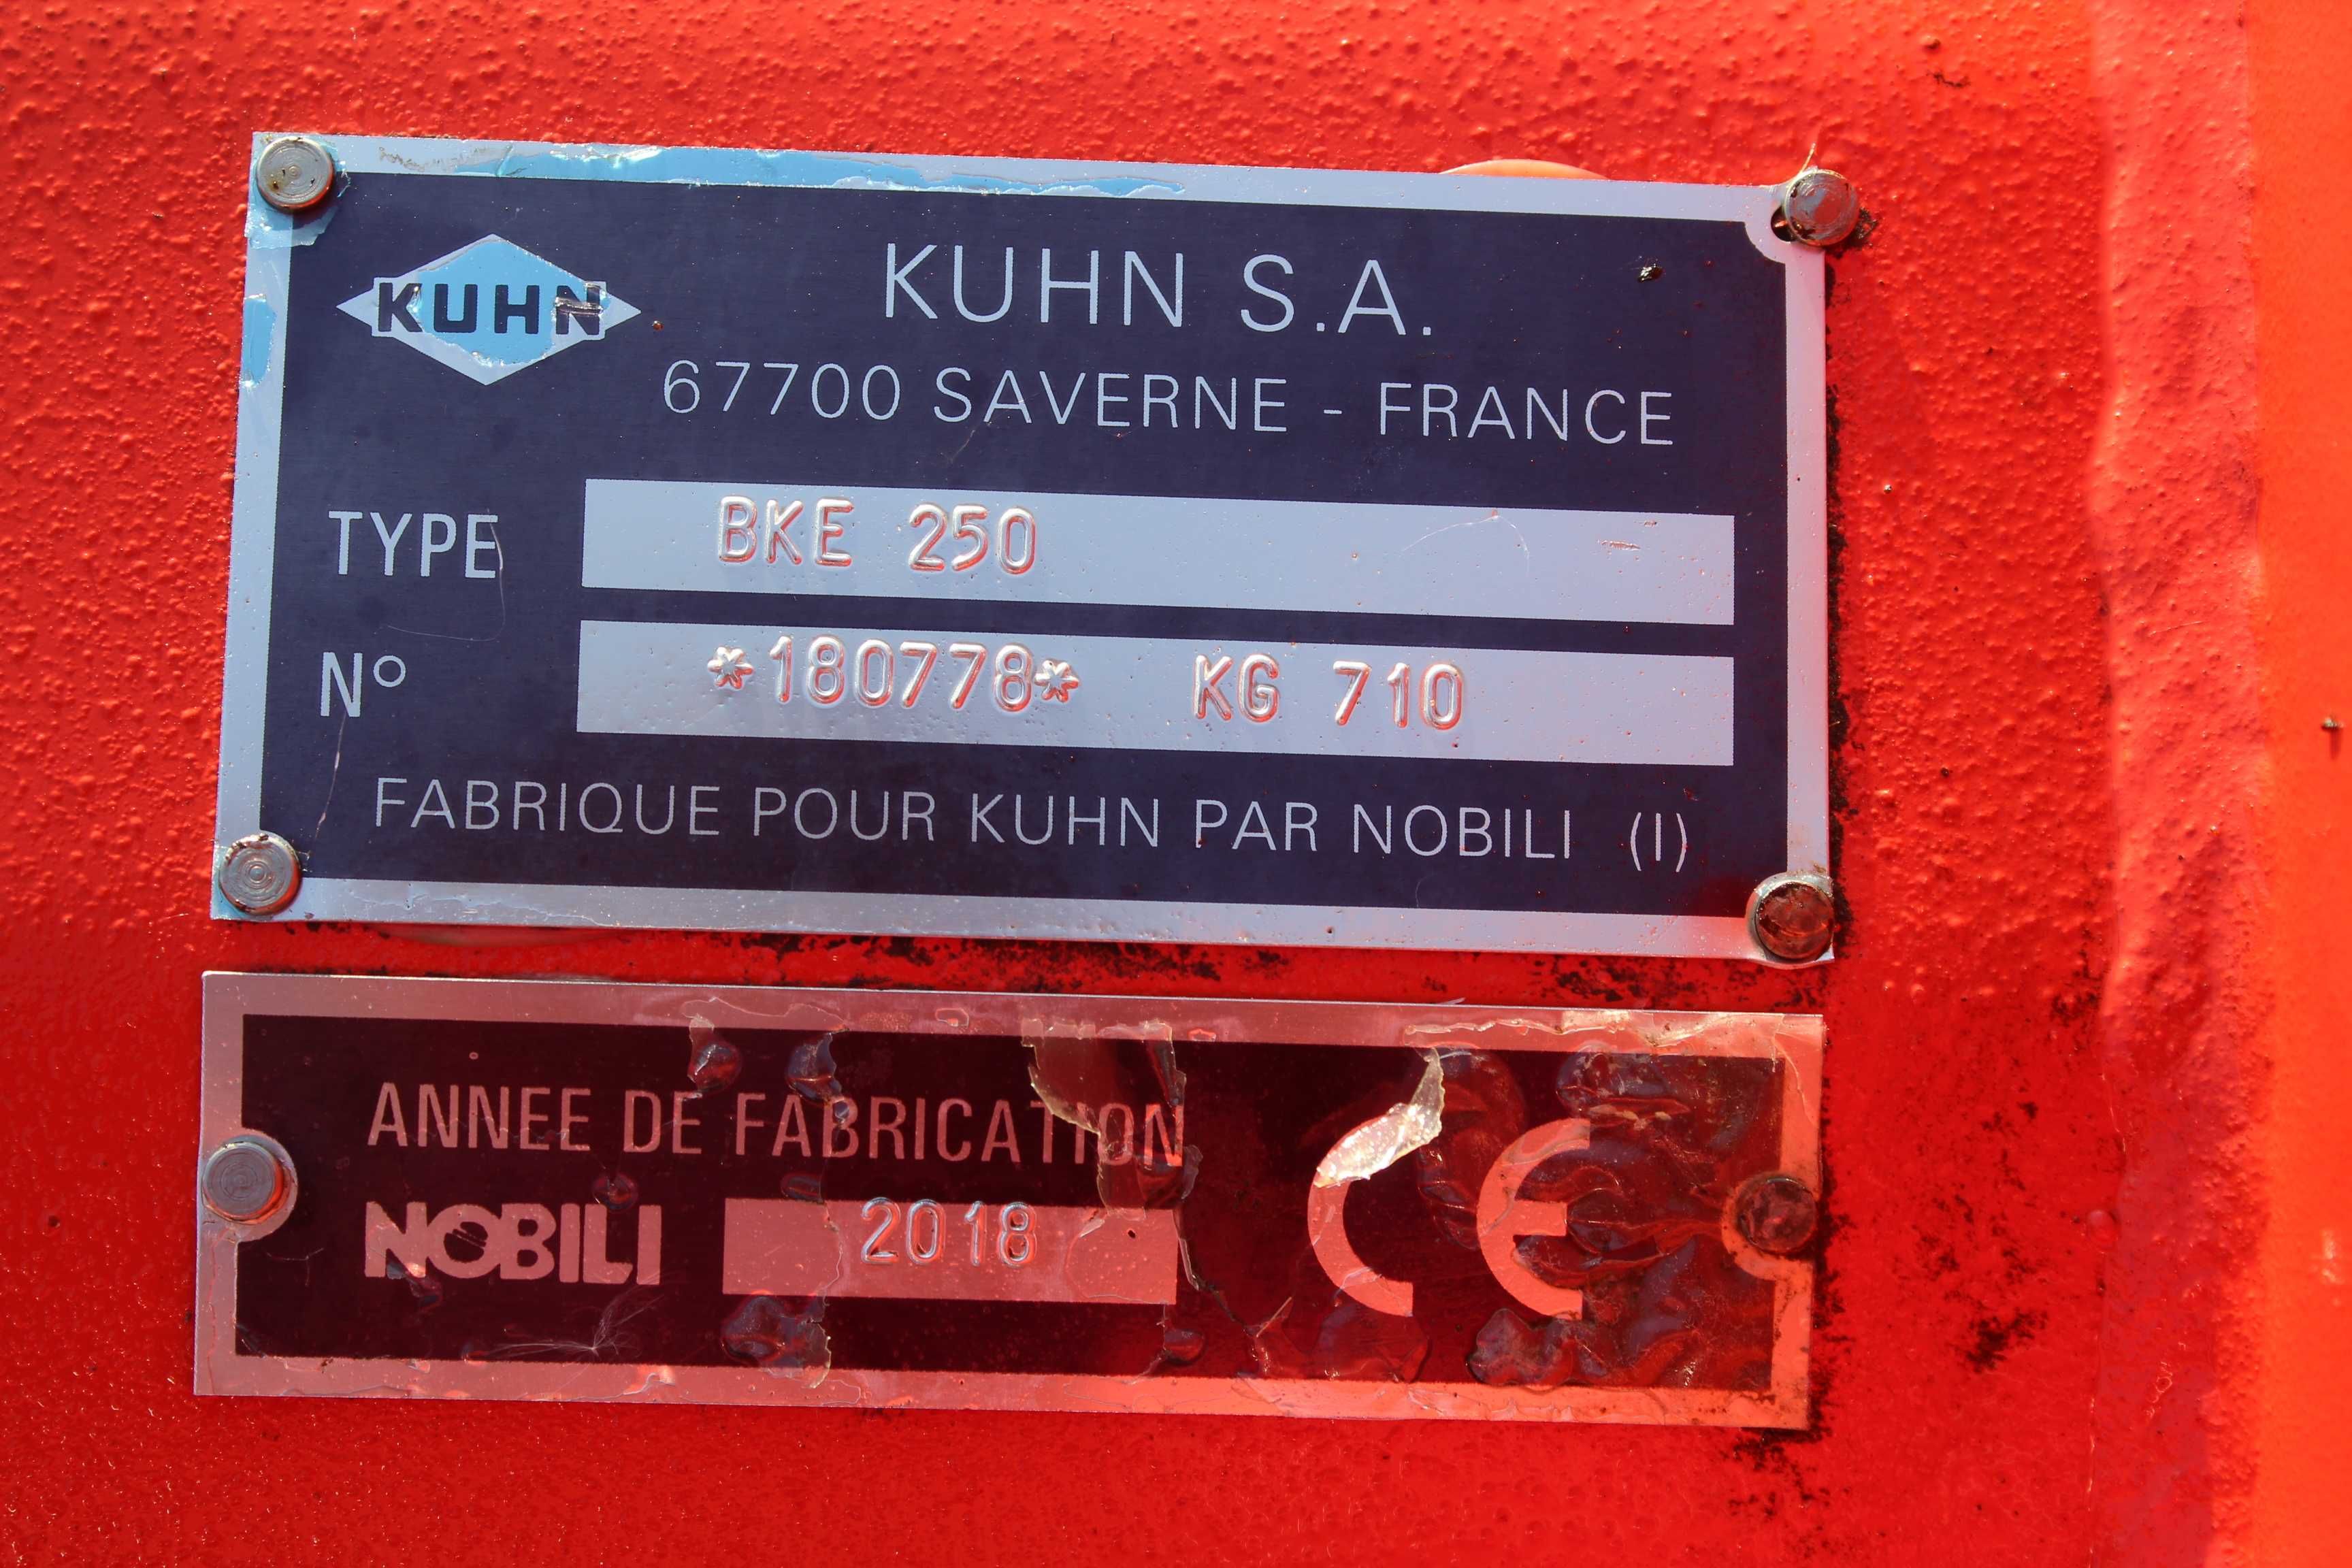 KUHN
KUHN S.A.
67700 SAVERNE - FRANCE
TYPE BKE 250
N° *180778* KG 710
FABRIQUE POUR KUHN PAR NOBILI (I)
ANNEE DE FABRICATION
NOBILI 2018
CE